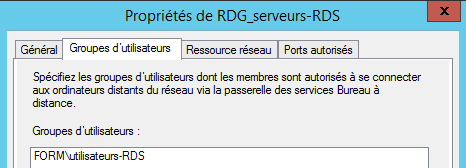 Propriétés de RDG_serveurs-RDS
x
Général Groupes d'utilisateurs Ressource réseau Ports autorisés
Spécifiez les groupes d'utilisateurs dont les membres sont autorisés à se connecter
aux ordinateurs distants du réseau via la passerelle des services Bureau à
distance.
Groupes d'utilisateurs :
FORM\utilisateurs-RDS